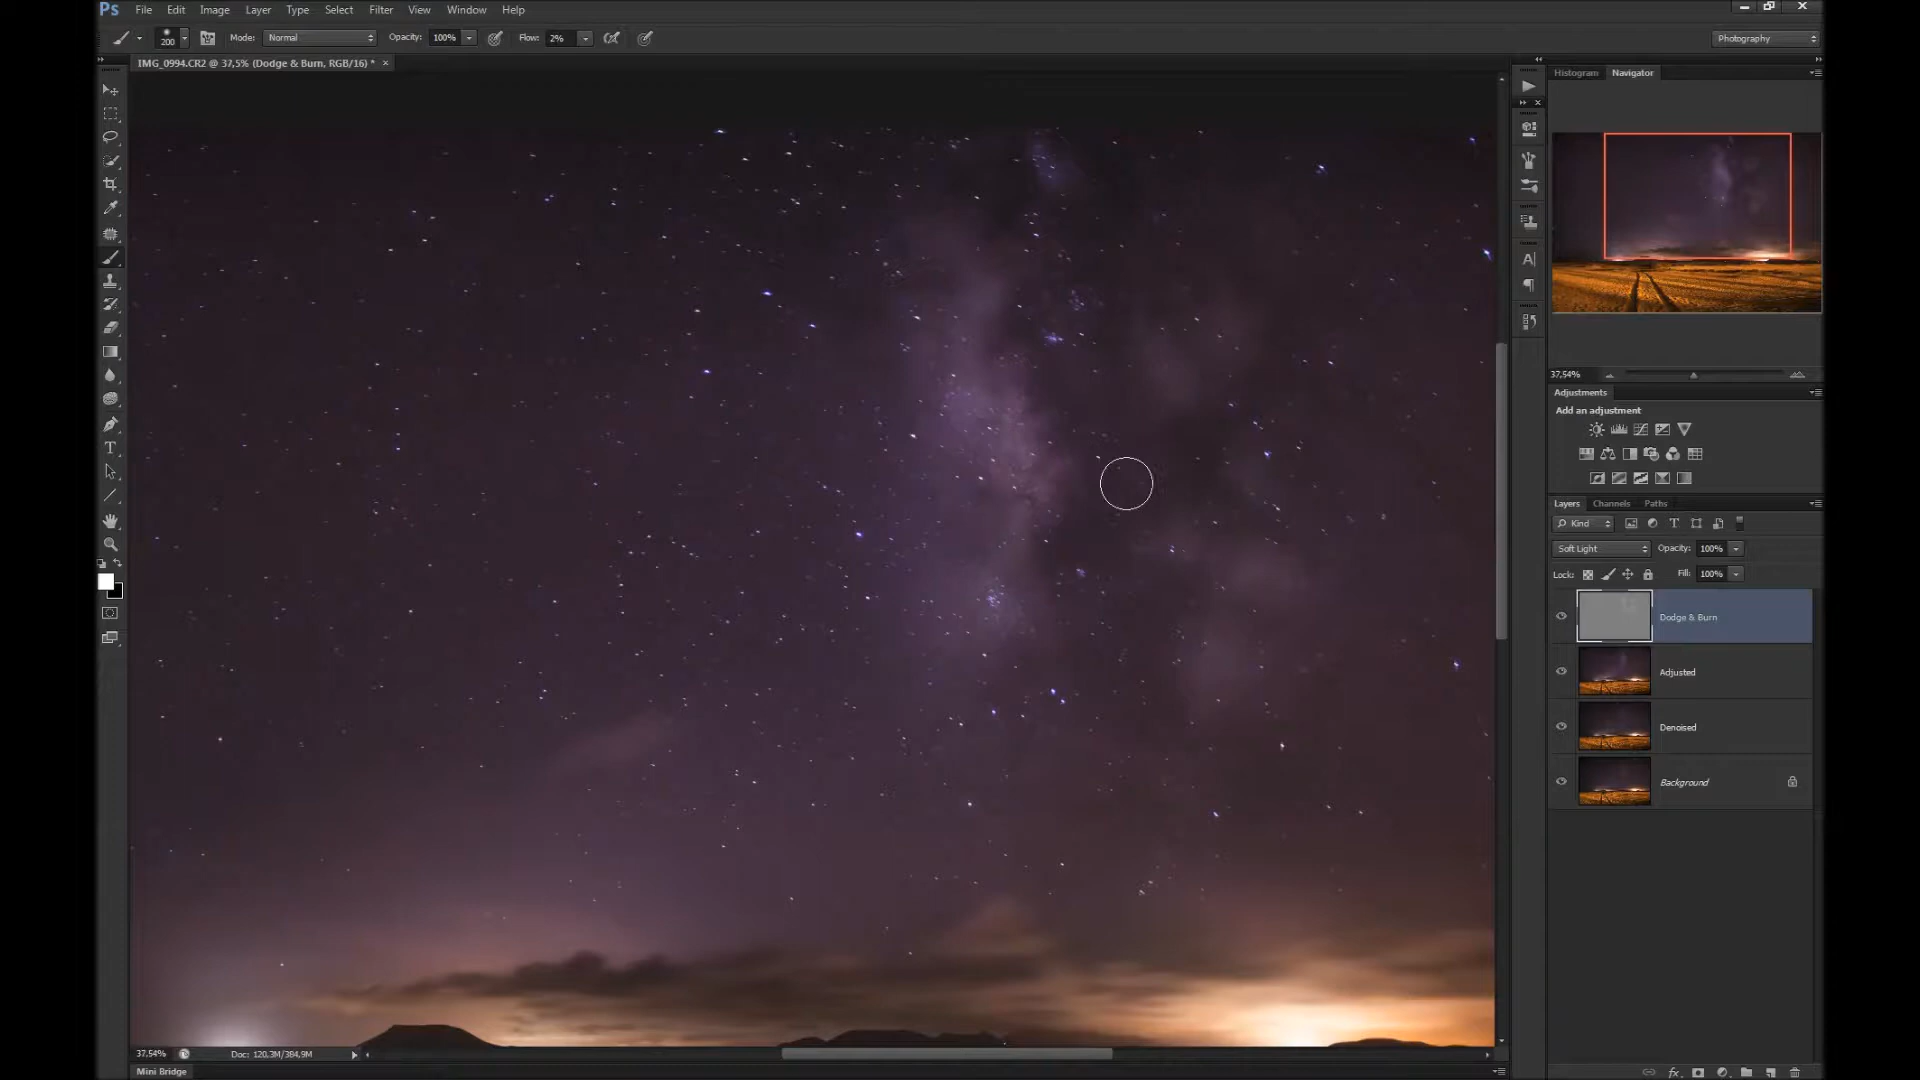 Ps File Edit Image Layer Type Select Filter View Window Help
200 Mode: Normal Opacity: 100% Flow: 2% Photography
IMG_0994.CR2 @ 37,5% (Dodge & Burn, RGB/16) * ×
Histogram Navigator
37,54%
Adjustments
Add an adjustment
Layers Channels Paths
Kind
Soft Light Opacity: 100%
Lock: Fill: 100%
Dodge & Burn
Adjusted
Denoised
Background
37,54% Doc: 120,3M/384,9M
Mini Bridge